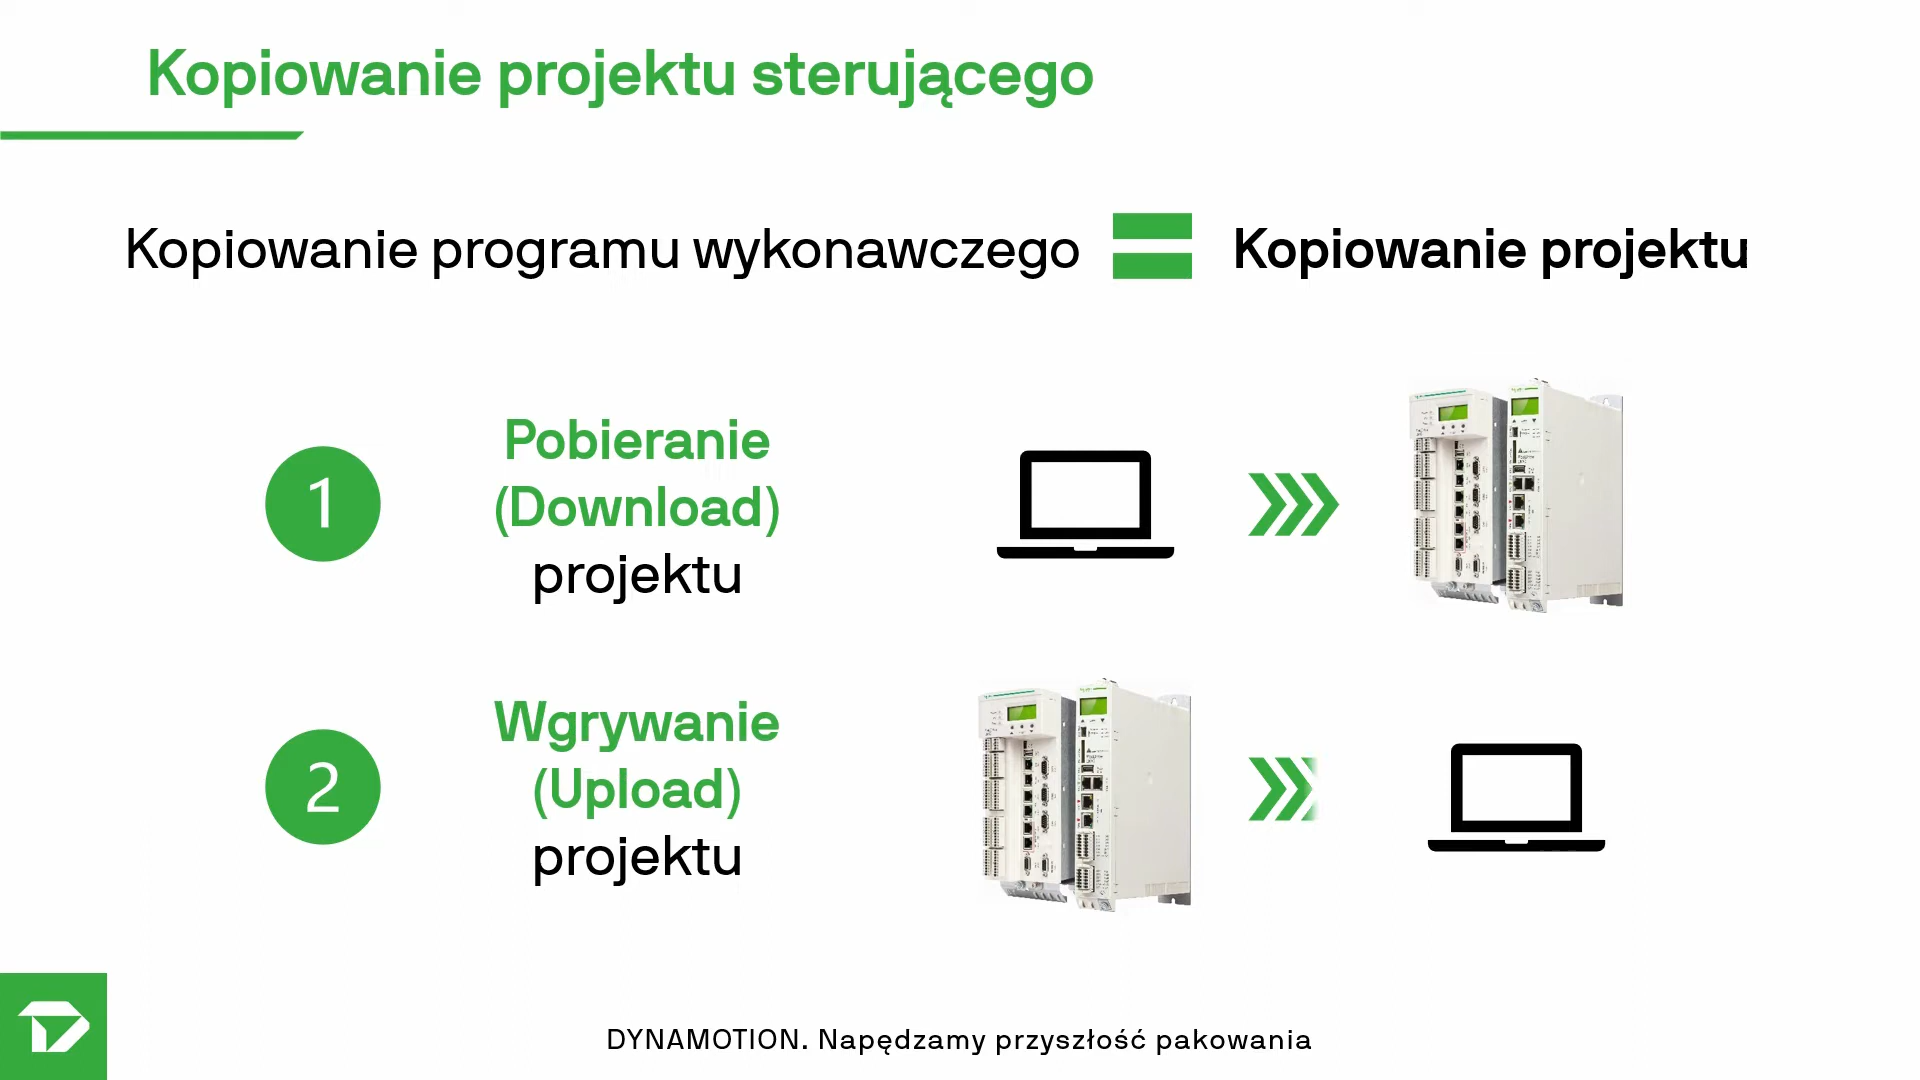 Kopiowanie projektu sterującego
Kopiowanie programu wykonawczego = Kopiowanie projektu
1
Pobieranie
(Download)
projektu
2
Wgrywanie
(Upload)
projektu
DYNAMOTION. Napędzamy przyszłość pakowania